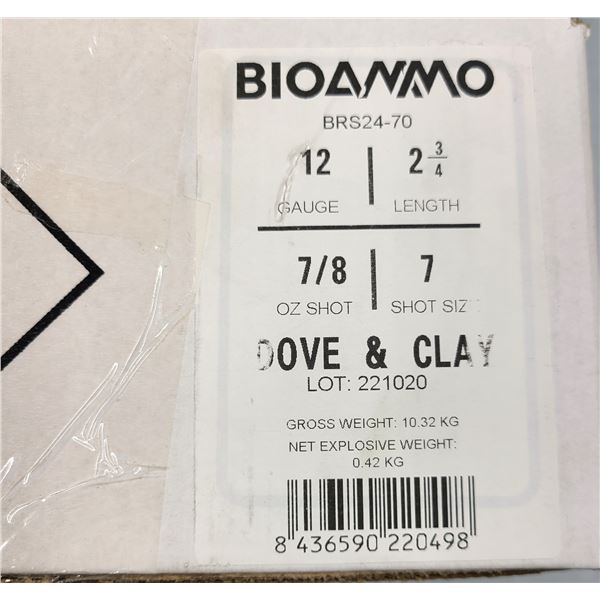 BIOAMMO
BRS24-70
12 2 3/4
GAUGE LENGTH
7/8 7
OZ SHOT SHOT SIZE
DOVE & CLAY
LOT: 221020
GROSS WEIGHT: 10.32 KG
NET EXPLOSIVE WEIGHT:
0.42 KG
8 436590 220498